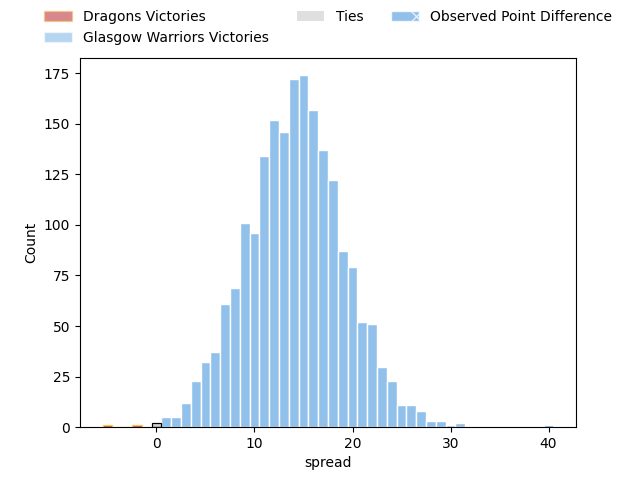 Dragons Victories
Glasgow Warriors Victories
Ties
Observed Point Difference
175
150
125
100
75
50
25
0
Count
0 10 20 30 40
spread